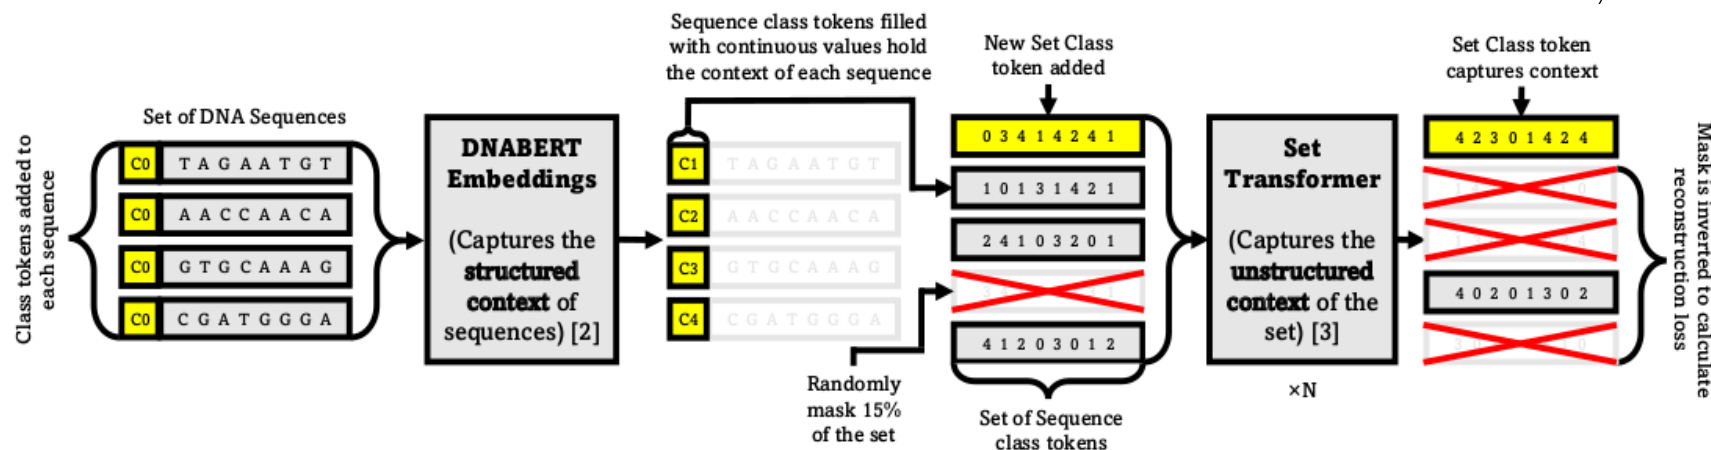 Class tokens added to
each sequence
Set of DNA Sequences
C0 T A G A A T G T
C0 A A C C A A C A
C0 G T G C A A A G
C0 C G A T G G G A
DNABERT
Embeddings
(Captures the
structured
context of
sequences) [2]
Sequence class tokens filled
with continuous values hold
the context of each sequence
C1 T A G A A T G T
C2 A A C C A A C A
C3 G T G C A A A G
C4 C G A T G G G A
Randomly
mask 15%
of the set
New Set Class
token added
0 3 4 1 4 2 4 1
1 0 1 3 1 4 2 1
2 4 1 0 3 2 0 1
4 1 2 0 3 0 1 2
Set of Sequence
class tokens
Set
Transformer
(Captures the
unstructured
context of the
set) [3]
×N
Set Class token
captures context
4 2 3 0 1 4 2 4
4 0 2 0 1 3 0 2
Mask is inverted to calculate
reconstruction loss